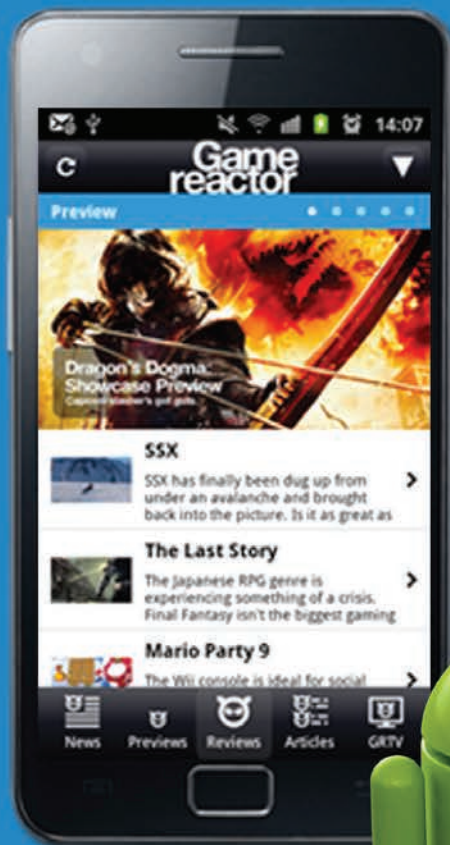 14:07
Game
reactor
Preview
Dragon's Dogma:
Showcase Preview
SSX
SSX has finally been dug up from
under an avalanche and brought
back into the picture. Is it as great as
The Last Story
The Japanese RPG genre is
experiencing something of a crisis.
Final Fantasy isn't the biggest gaming
Mario Party 9
The Wii console is ideal for social
News Previews Reviews Articles GRTV